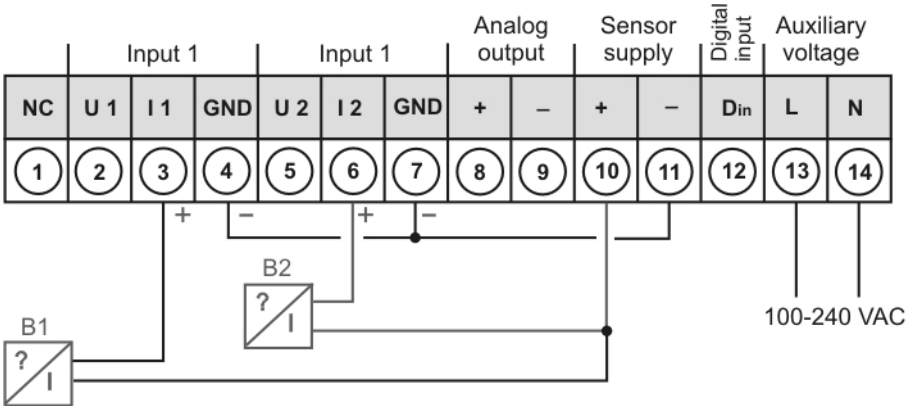 Analog Sensor Digital Auxiliary
Input 1 Input 1 output supply input voltage
NC U 1 I 1 GND U 2 I 2 GND + – + – Din L N
1 2 3 4 5 6 7 8 9 10 11 12 13 14
+ – + –
B2
? I
100-240 VAC
B1
? I